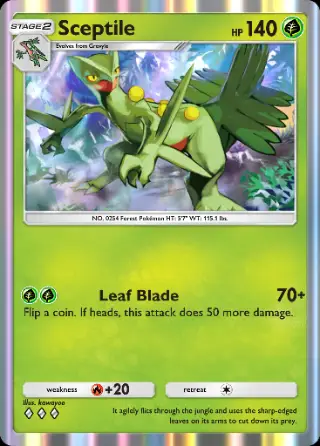 STAGE2
Sceptile
HP 140
Evolves from Grovyle
NO. 0254 Forest Pokémon HT: 5'7" WT: 115.1 lbs.
Leaf Blade 70+
Flip a coin. If heads, this attack does 50 more damage.
weakness +20 retreat
illus. kawayoo
It agilely flits through the jungle and uses the sharp-edged
leaves on its arms to cut down its prey.